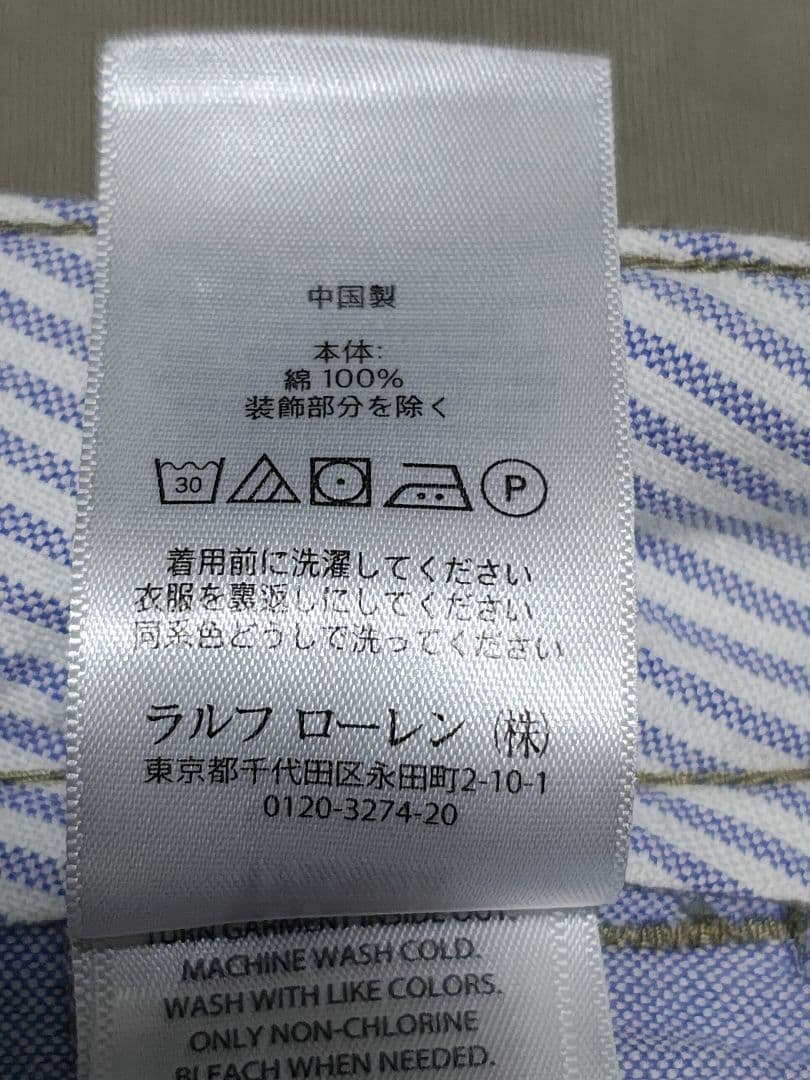 中国製
本体:
綿 100%
装飾部分を除く
30
P
着用前に洗濯してください
衣服を裏返しにしてください
同系色どうしで洗ってください
ラルフ ローレン (株)
東京都千代田区永田町2-10-1
0120-3274-20
TURN GARMENT INSIDE OUT.
MACHINE WASH COLD.
WASH WITH LIKE COLORS.
ONLY NON-CHLORINE
BLEACH WHEN NEEDED.